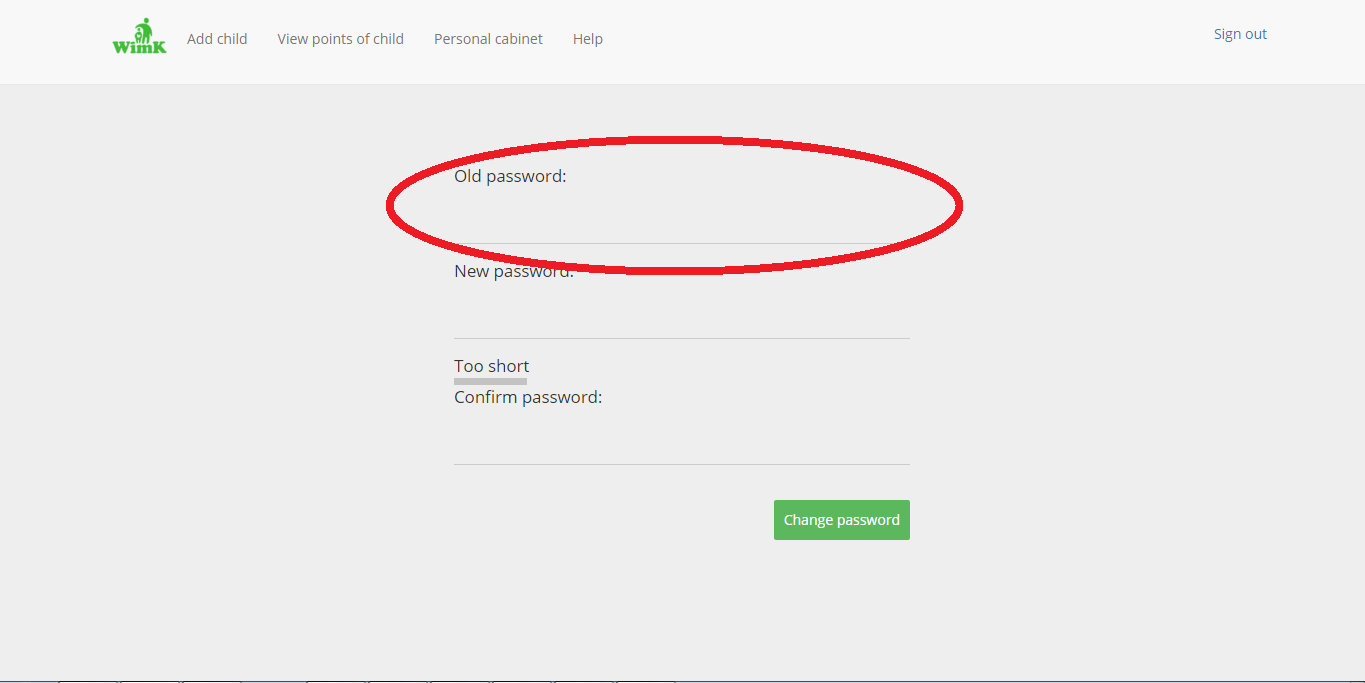 WimK
Add child
View points of child
Personal cabinet
Help
Sign out
Old password:
New password:
Too short
Confirm password:
Change password